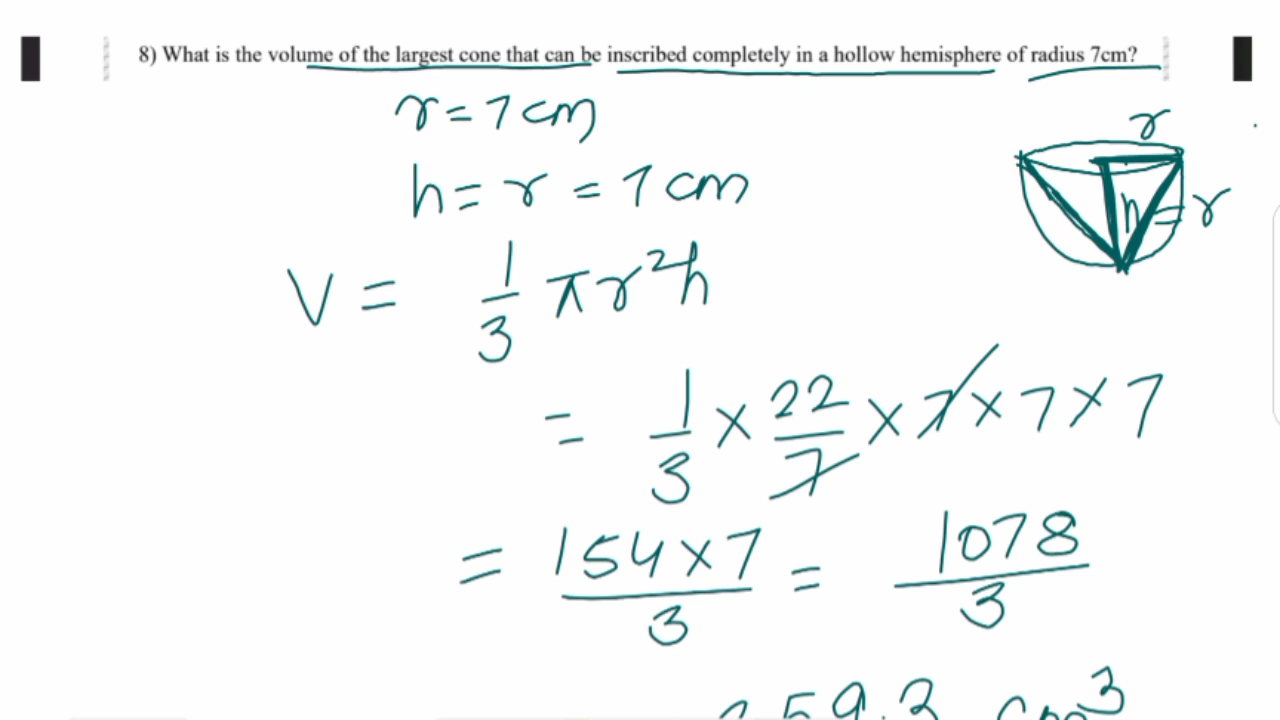 8) What is the volume of the largest cone that can be inscribed completely in a hollow hemisphere of radius 7cm?
r = 7 cm
r
h = r = 7 cm
h = r
V = 1/3 π r²h
= 1/3 × 22/7 × 7 × 7 × 7
= 154 × 7/3 = 1078/3